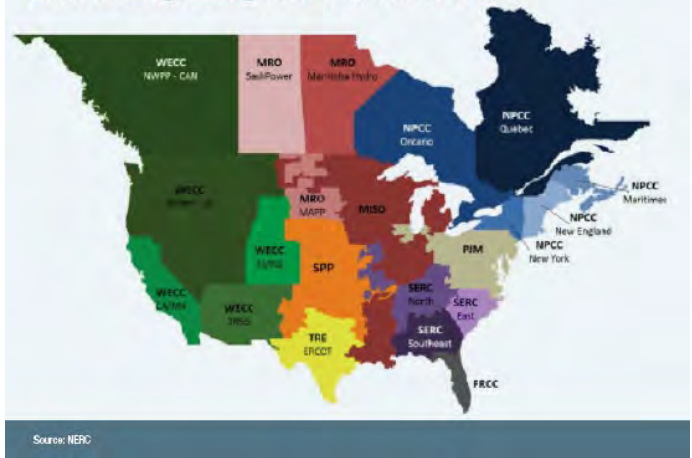 WECC
NWPP - CAN
MRO
SaskPower
MRO
Manitoba Hydro
NPCC
Ontario
NPCC
Québec
NPCC
Maritimes
NPCC
New England
NPCC
New York
WECC
MRO
MAPP
MISO
WECC
SPP
PJM
WECC
CA/MX
WECC
SRSG
SERC
North
SERC
East
SERC
Southeast
TRE
ERCOT
FRCC
Source: NERC